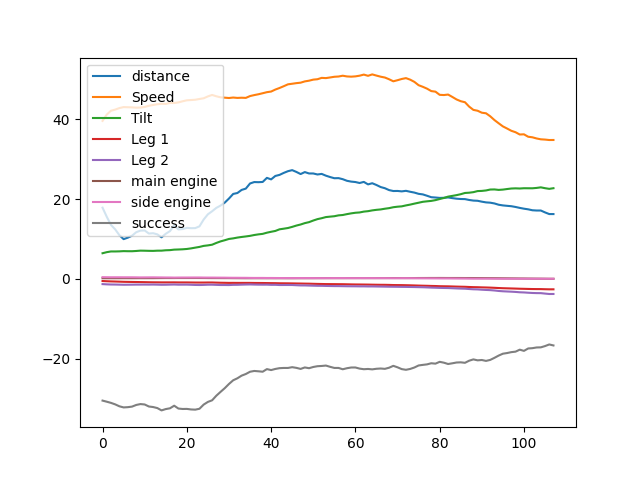 distance
Speed
Tilt
Leg 1
Leg 2
main engine
side engine
success
40
20
0
−20
0 20 40 60 80 100